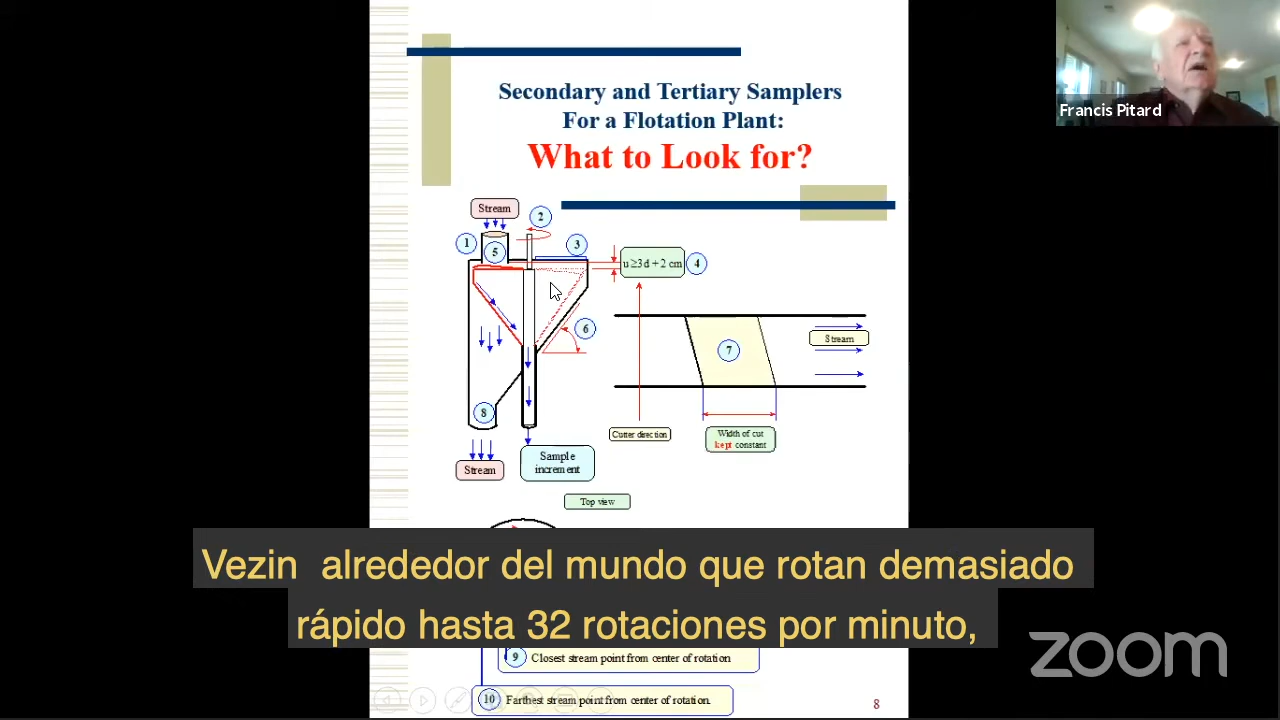 Francis Pitard
Secondary and Tertiary Samplers
For a Flotation Plant:
What to Look for?
Stream
2
1
5
3
u ≥3d + 2 cm
4
6
7
Stream
8
Cutter direction
Width of cut
kept constant
Stream
Sample
increment
Top view
Vezin alrededor del mundo que rotan demasiado
rápido hasta 32 rotaciones por minuto,
9 Closest stream point from center of rotation
10 Farthest stream point from center of rotation.
8
zoom